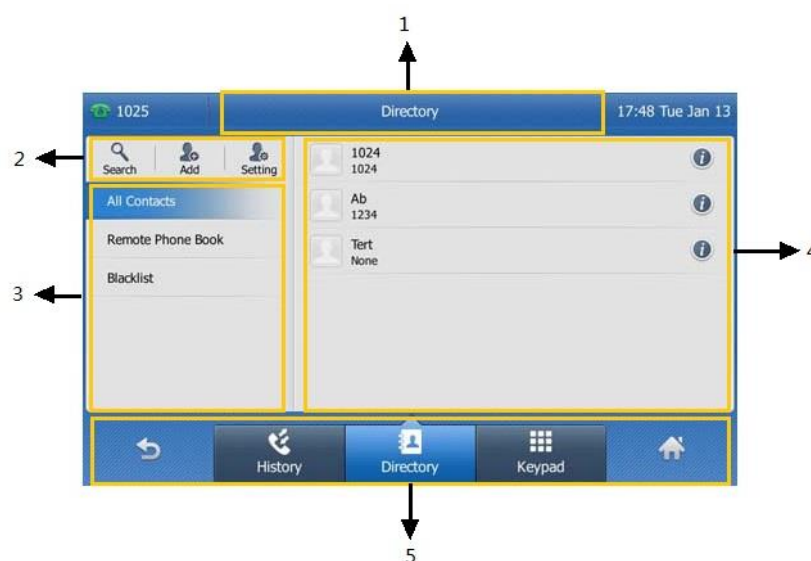 1
1025
Directory
17:48 Tue Jan 13
2
Search
Add
Setting
All Contacts
Remote Phone Book
Blacklist
3
1024
1024
Ab
1234
Tert
None
4
History
Directory
Keypad
5